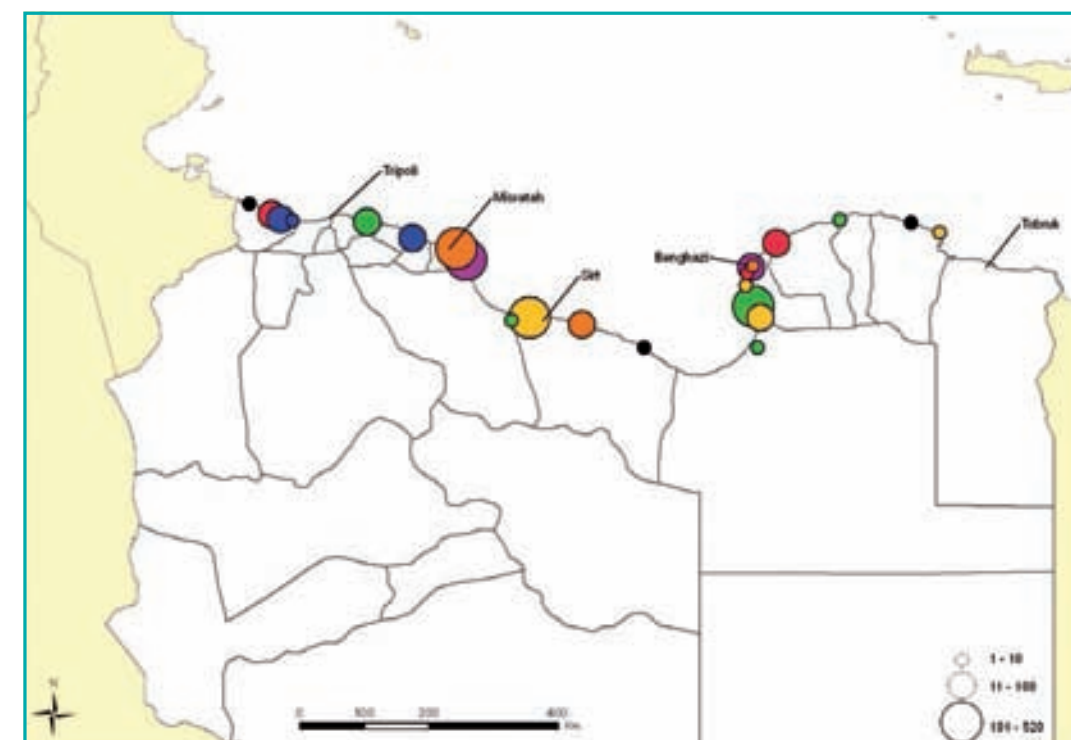 Tripoli
Misratah
Sirt
Benghazi
Tobruk
N
0 100 200 400
Km.
1 - 10
11 - 100
101 - 520